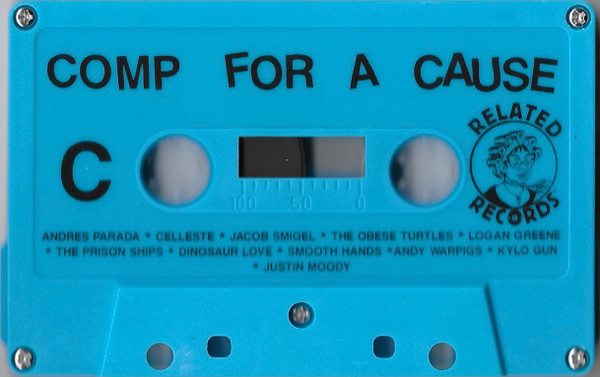 COMP FOR A CAUSE
C
RELATED
RECORDS
100 50 0
ANDRES PARADA * CELLESTE * JACOB SMIGEL * THE OBESE TURTLES * LOGAN GREENE
* THE PRISON SHIPS * DINOSAUR LOVE * SMOOTH HANDS *ANDY WARPIGS * KYLO GUN
* JUSTIN MOODY